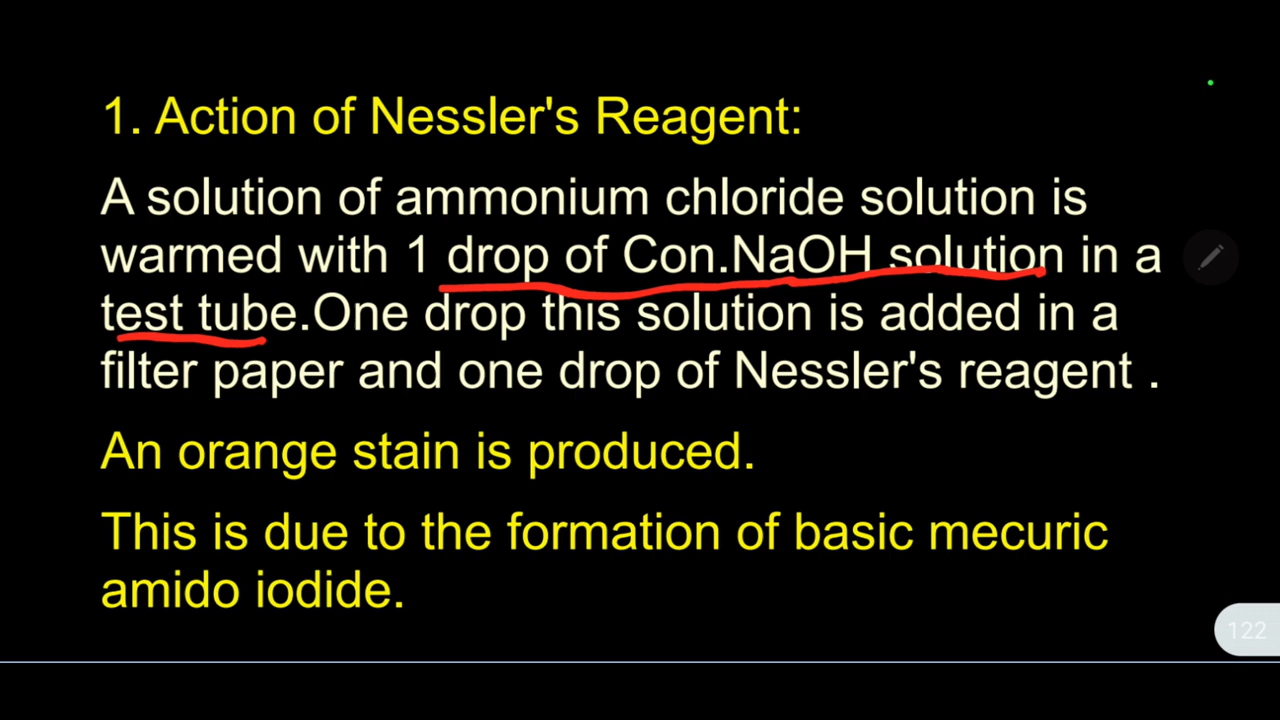 1. Action of Nessler's Reagent:
A solution of ammonium chloride solution is
warmed with 1 drop of Con.NaOH solution in a
test tube.One drop this solution is added in a
filter paper and one drop of Nessler's reagent .
An orange stain is produced.
This is due to the formation of basic mecuric
amido iodide.
122